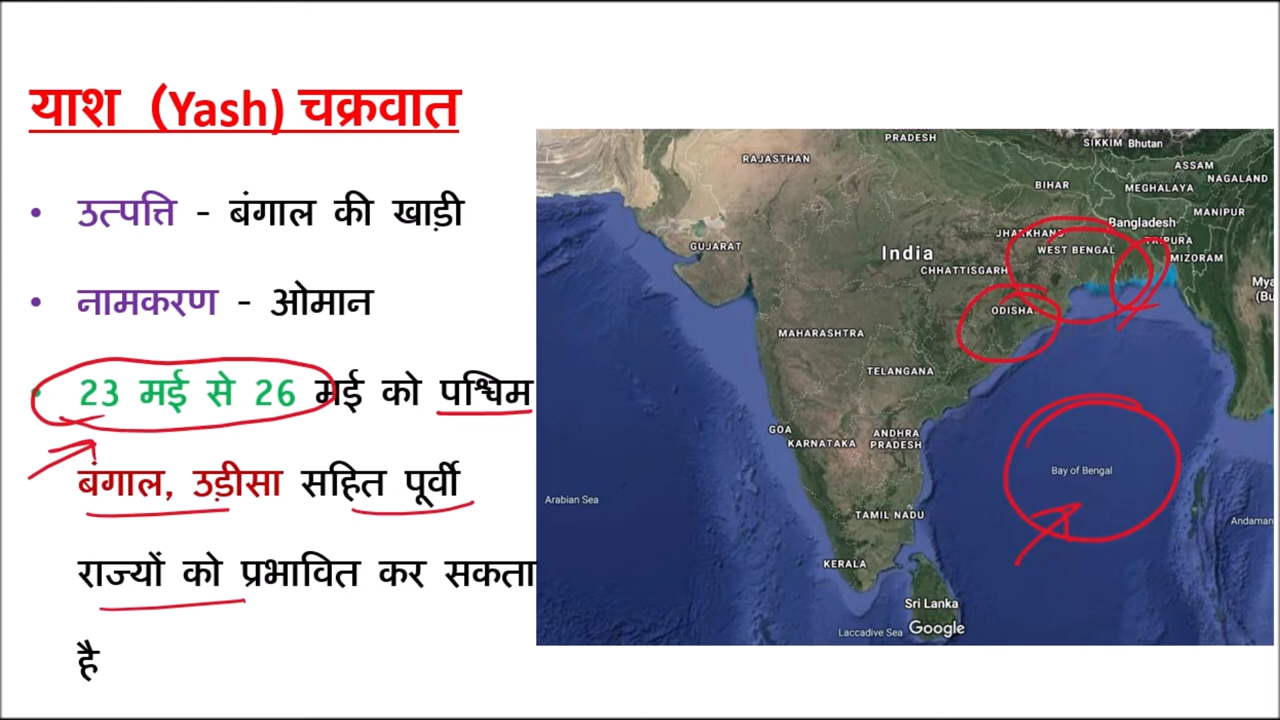 याश (Yash) चक्रवात
• उत्पत्ति - बंगाल की खाड़ी
• नामकरण - ओमान
• 23 मई से 26 मई को पश्चिम
बंगाल, उड़ीसा सहित पूर्वी
राज्यों को प्रभावित कर सकता
है
PRADESH
SIKKIM Bhutan
RAJASTHAN
ASSAM
NAGALAND
BIHAR
MEGHALAYA
MANIPUR
Bangladesh
JHARKHAND
TRIPURA
GUJARAT
India
WEST BENGAL
MIZORAM
CHHATTISGARH
Mya
(Bu
ODISHA
MAHARASHTRA
TELANGANA
GOA
KARNATAKA
ANDHRA
PRADESH
Bay of Bengal
Arabian Sea
TAMIL NADU
Andaman
KERALA
Sri Lanka
Laccadive Sea
Google